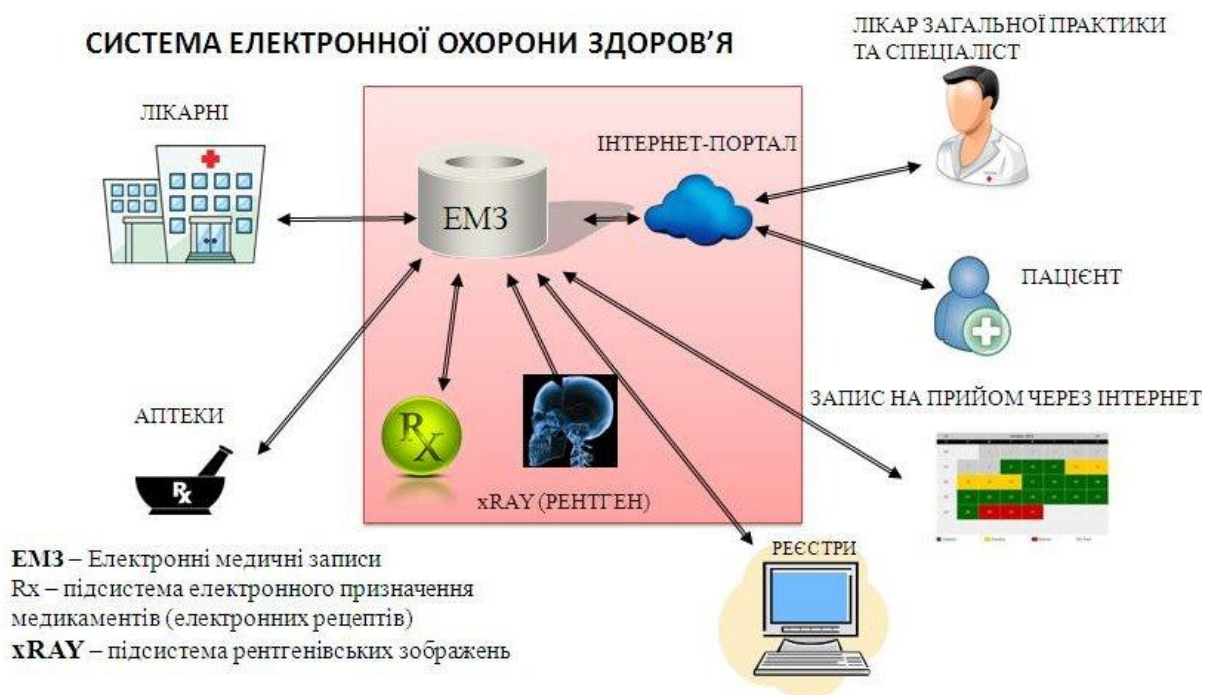 СИСТЕМА ЕЛЕКТРОННОЇ ОХОРОНИ ЗДОРОВ’Я
ЛІКАР ЗАГАЛЬНОЇ ПРАКТИКИ
ТА СПЕЦІАЛІСТ
ЛІКАРНІ
ІНТЕРНЕТ-ПОРТАЛ
ЕМЗ
ПАЦІЄНТ
ЗАПИС НА ПРИЙОМ ЧЕРЕЗ ІНТЕРНЕТ
АПТЕКИ
RX
Rx
xRAY (РЕНТГЕН)
РЕЄСТРИ
ЕМЗ – Електронні медичні записи
Rx – підсистема електронного призначення
медикаментів (електронних рецептів)
xRAY – підсистема рентгенівських зображень